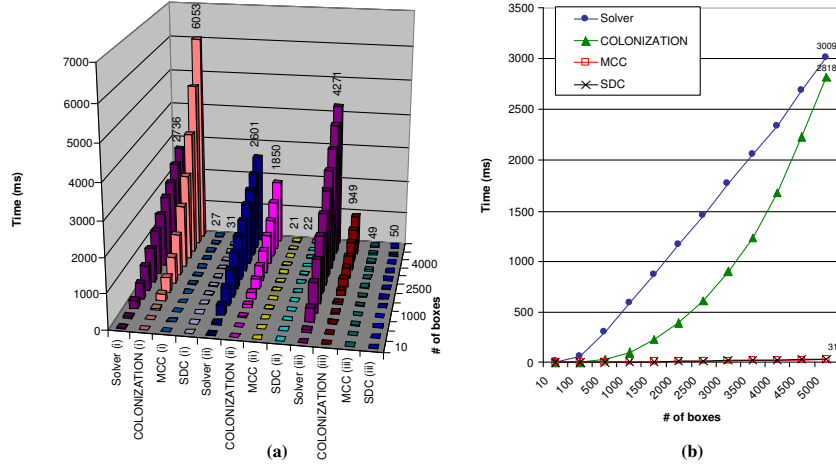 7000
6000
5000
4000
3000
2000
1000
0
Time (ms)
2736
6053
27
31
2601
1850
21
22
4271
949
49
50
Solver (i)
COLONIZATION (i)
MCC (i)
SDC (i)
Solver (ii)
COLONIZATION (ii)
MCC (ii)
SDC (ii)
Solver (iii)
COLONIZATION (iii)
MCC (iii)
SDC (iii)
10
1000
2500
4000
# of boxes
(a)
3500
3000
2500
2000
1500
1000
500
0
Time (ms)
Solver
COLONIZATION
MCC
SDC
3009
2818
31
10
100
500
1000
1500
2000
2500
3000
3500
4000
4500
5000
# of boxes
(b)